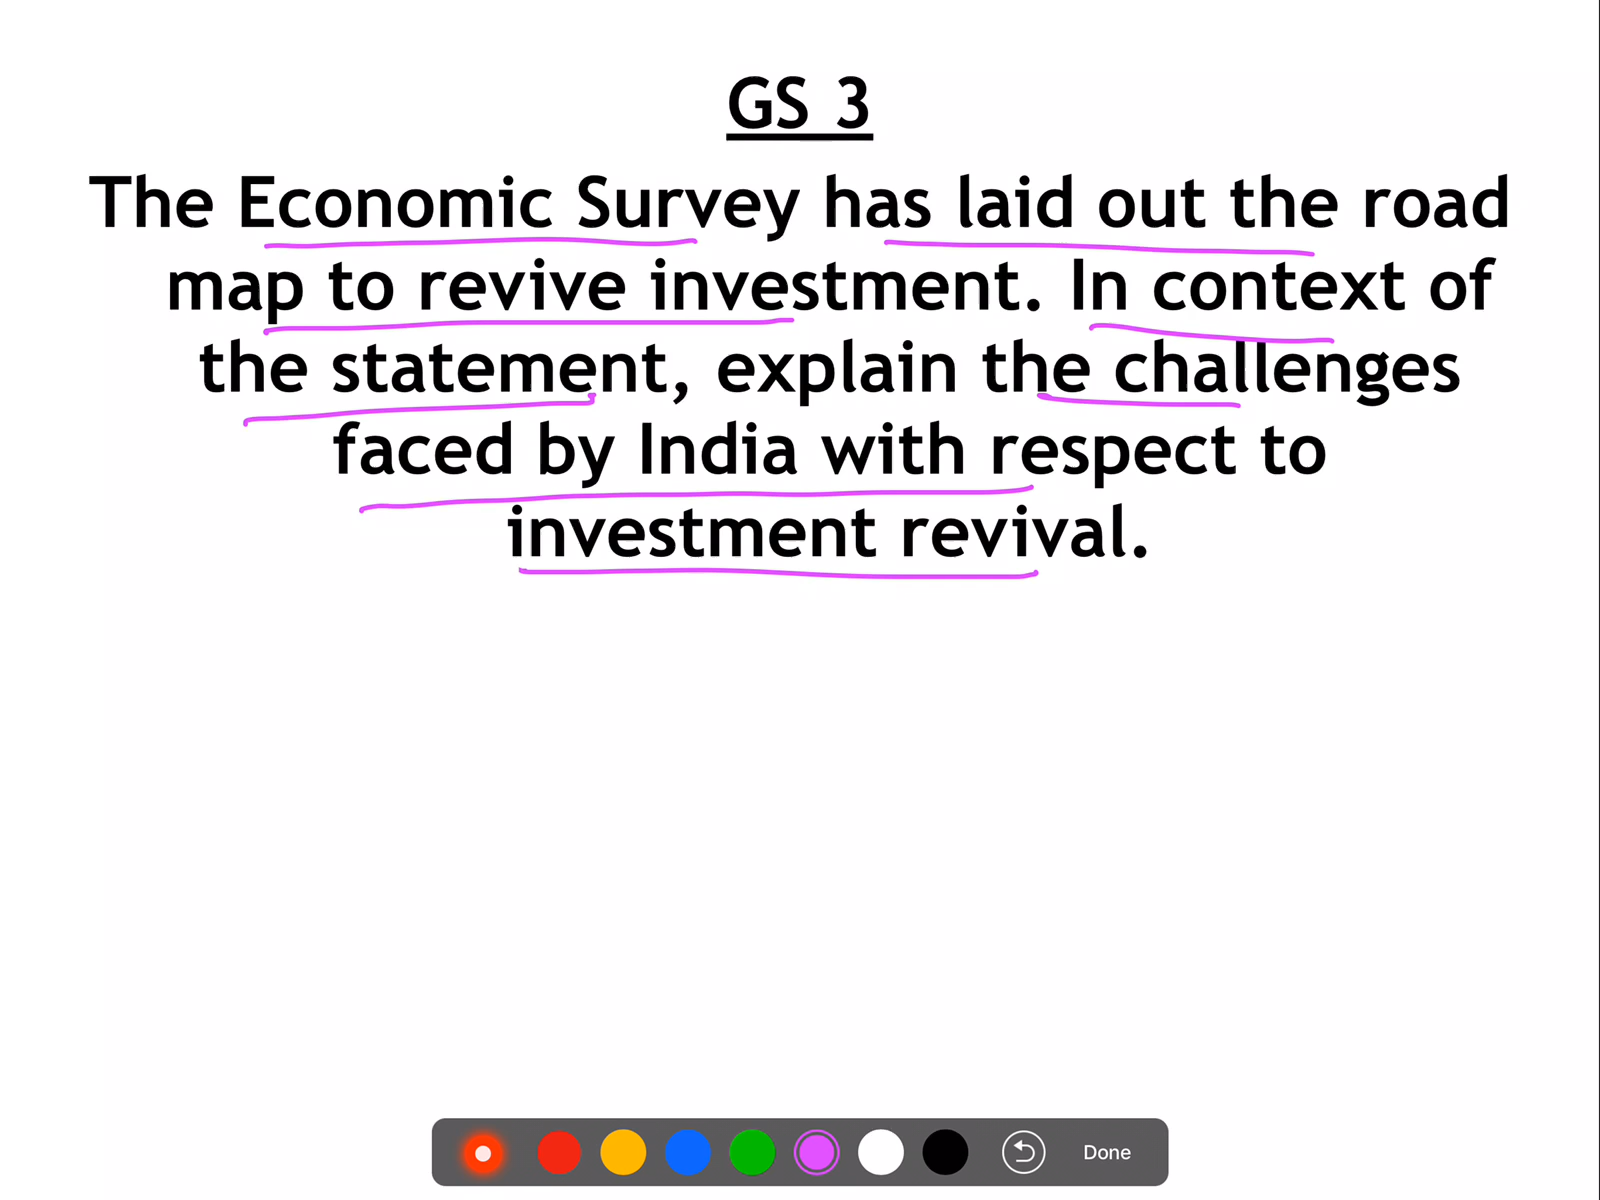 GS 3
The Economic Survey has laid out the road
map to revive investment. In context of
the statement, explain the challenges
faced by India with respect to
investment revival.
Done